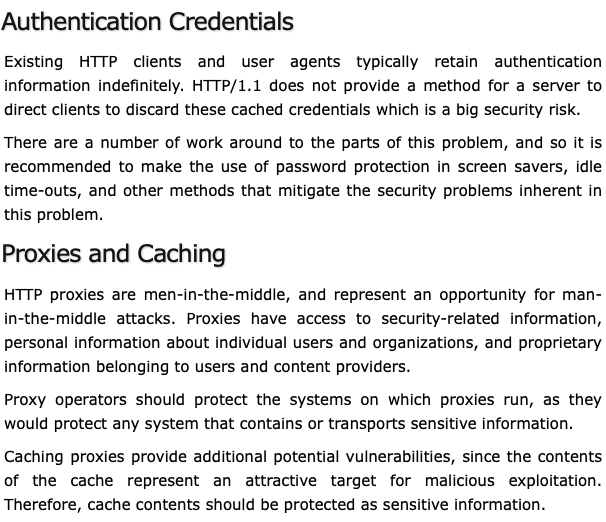 Authentication Credentials
Existing HTTP clients and user agents typically retain authentication
information indefinitely. HTTP/1.1 does not provide a method for a server to
direct clients to discard these cached credentials which is a big security risk.
There are a number of work around to the parts of this problem, and so it is
recommended to make the use of password protection in screen savers, idle
time-outs, and other methods that mitigate the security problems inherent in
this problem.
Proxies and Caching
HTTP proxies are men-in-the-middle, and represent an opportunity for man-
in-the-middle attacks. Proxies have access to security-related information,
personal information about individual users and organizations, and proprietary
information belonging to users and content providers.
Proxy operators should protect the systems on which proxies run, as they
would protect any system that contains or transports sensitive information.
Caching proxies provide additional potential vulnerabilities, since the contents
of the cache represent an attractive target for malicious exploitation.
Therefore, cache contents should be protected as sensitive information.